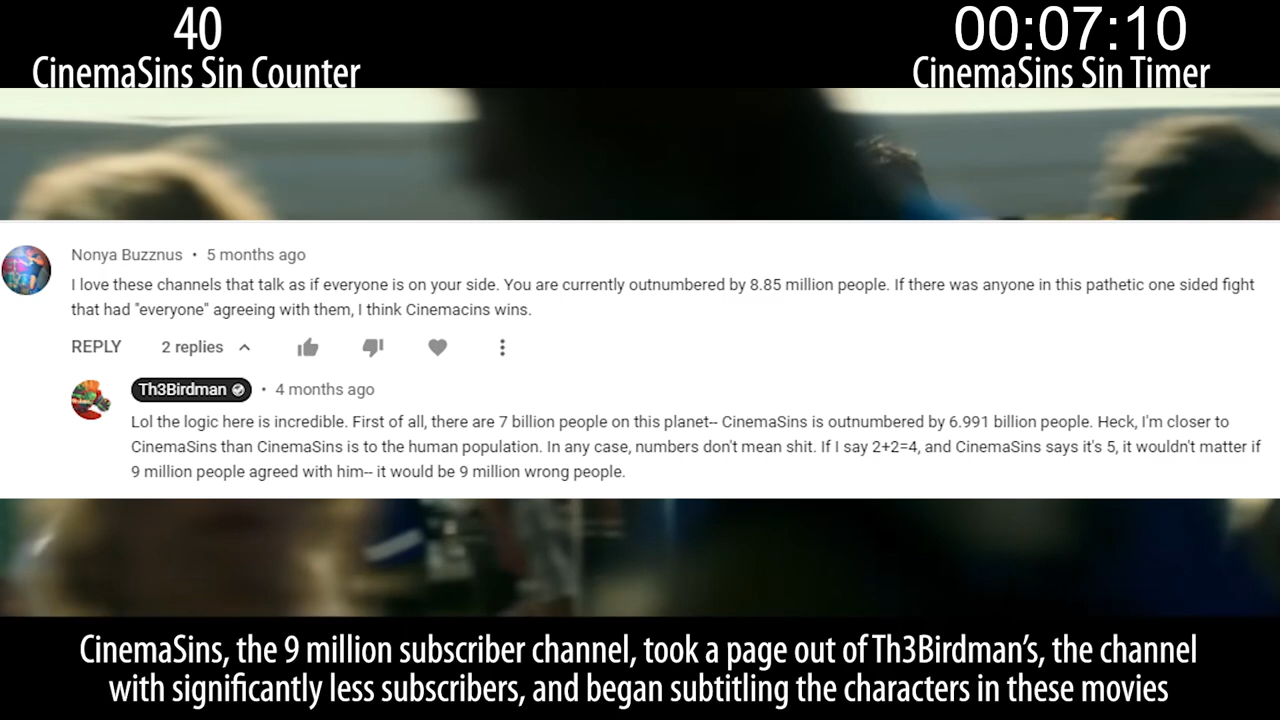 40
CinemaSins Sin Counter
00:07:10
CinemaSins Sin Timer
Nonya Buzznus • 5 months ago
I love these channels that talk as if everyone is on your side. You are currently outnumbered by 8.85 million people. If there was anyone in this pathetic one sided fight
that had "everyone" agreeing with them, I think Cinemacins wins.
REPLY 2 replies
Th3Birdman • 4 months ago
Lol the logic here is incredible. First of all, there are 7 billion people on this planet-- CinemaSins is outnumbered by 6.991 billion people. Heck, I'm closer to
CinemaSins than CinemaSins is to the human population. In any case, numbers don't mean shit. If I say 2+2=4, and CinemaSins says it's 5, it wouldn't matter if
9 million people agreed with him-- it would be 9 million wrong people.
CinemaSins, the 9 million subscriber channel, took a page out of Th3Birdman’s, the channel
with significantly less subscribers, and began subtitling the characters in these movies